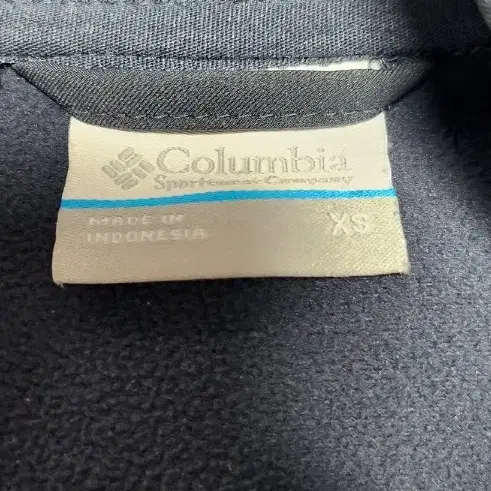 Columbia
Sportswear Company
MADE IN
INDONESIA
XS